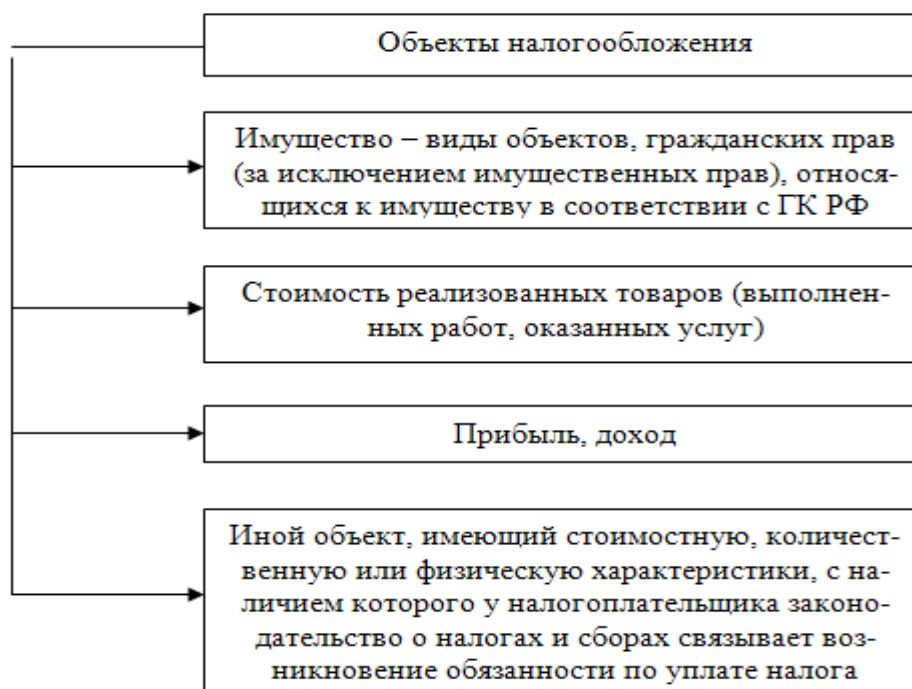 Объекты налогообложения
Имущество – виды объектов, гражданских прав
(за исключением имущественных прав), относя-
щихся к имуществу в соответствии с ГК РФ
Стоимость реализованных товаров (выполнен-
ных работ, оказанных услуг)
Прибыль, доход
Иной объект, имеющий стоимостную, количест-
венную или физическую характеристики, с на-
личием которого у налогоплательщика законо-
дательство о налогах и сборах связывает воз-
никновение обязанности по уплате налога